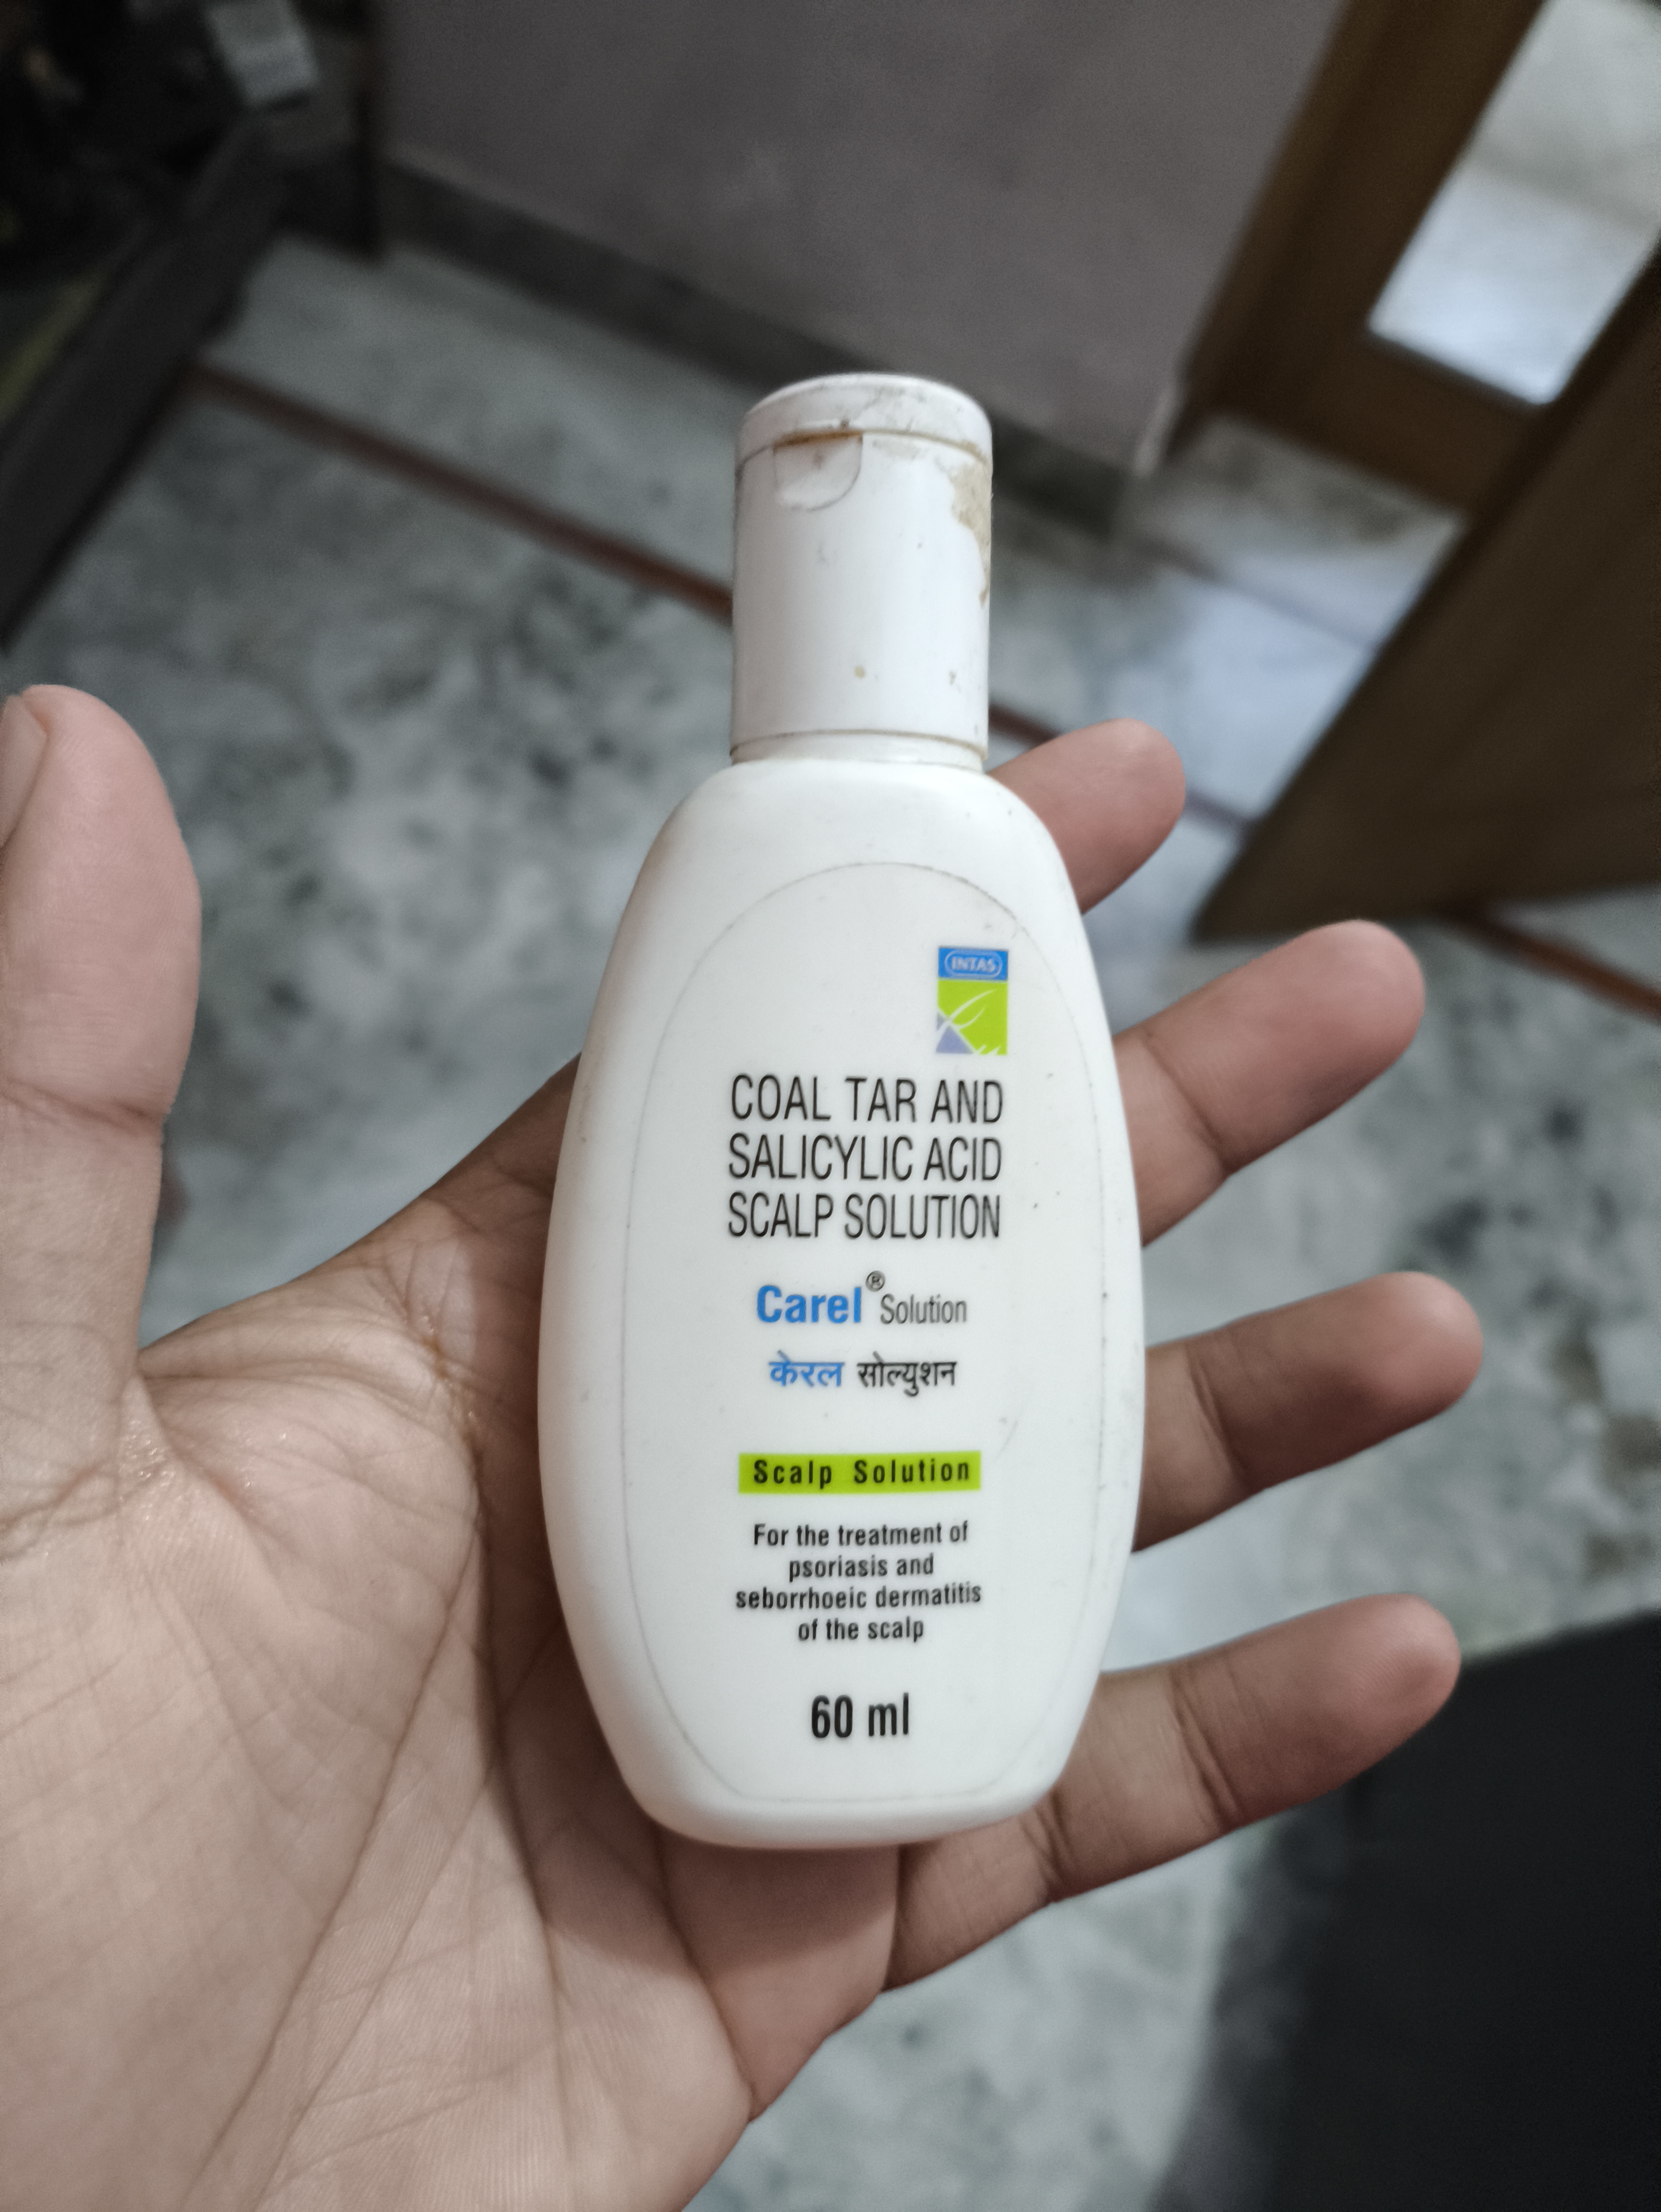 INTAS
COAL TAR AND
SALICYLIC ACID
SCALP SOLUTION
Carel® Solution
केरल सोल्युशन
Scalp Solution
For the treatment of
psoriasis and
seborrhoeic dermatitis
of the scalp
60 ml